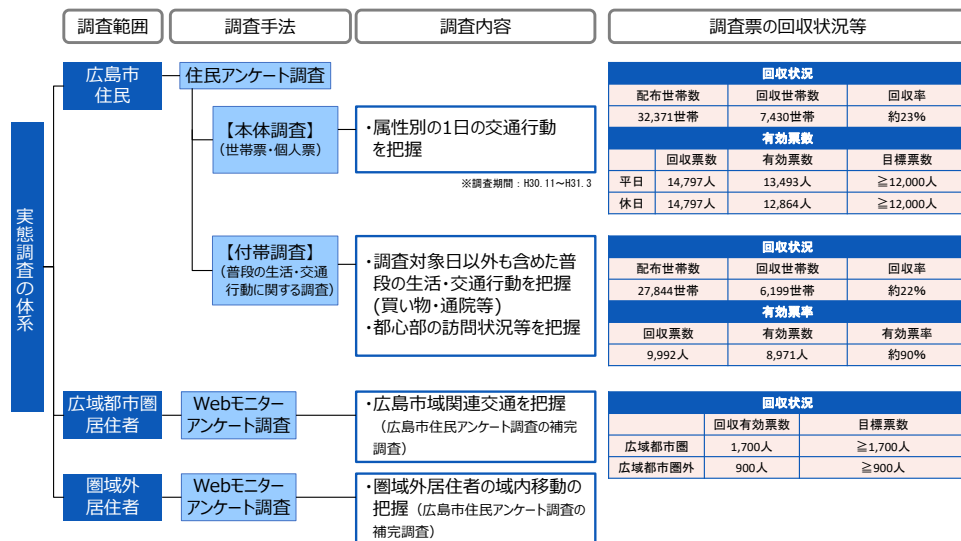 調査範囲
調査手法
調査内容
調査票の回収状況等
実態調査の体系
広島市
住民
住民アンケート調査
【本体調査】
（世帯票・個人票）
・属性別の1日の交通行動
を把握
※調査期間：H30.11～H31.3
回収状況
配布世帯数 回収世帯数 回収率
32,371世帯 7,430世帯 約23%
有効票数
回収票数 有効票数 目標票数
平日 14,797人 13,493人 ≧12,000人
休日 14,797人 12,864人 ≧12,000人
【付帯調査】
（普段の生活・交通
行動に関する調査）
・調査対象日以外も含めた普
段の生活・交通行動を把握
(買い物・通院等)
・都心部の訪問状況等を把握
回収状況
配布世帯数 回収世帯数 回収率
27,844世帯 6,199世帯 約22%
有効票率
回収票数 有効票数 有効票率
9,992人 8,971人 約90%
広域都市圏
居住者
Webモニター
アンケート調査
・広島市域関連交通を把握
（広島市住民アンケート調査の補完
調査）
回収状況
回収有効票数 目標票数
広域都市圏 1,700人 ≧1,700人
広域都市圏外 900人 ≧900人
圏域外
居住者
Webモニター
アンケート調査
・圏域外居住者の域内移動の
把握（広島市住民アンケート調査の
補完調査）